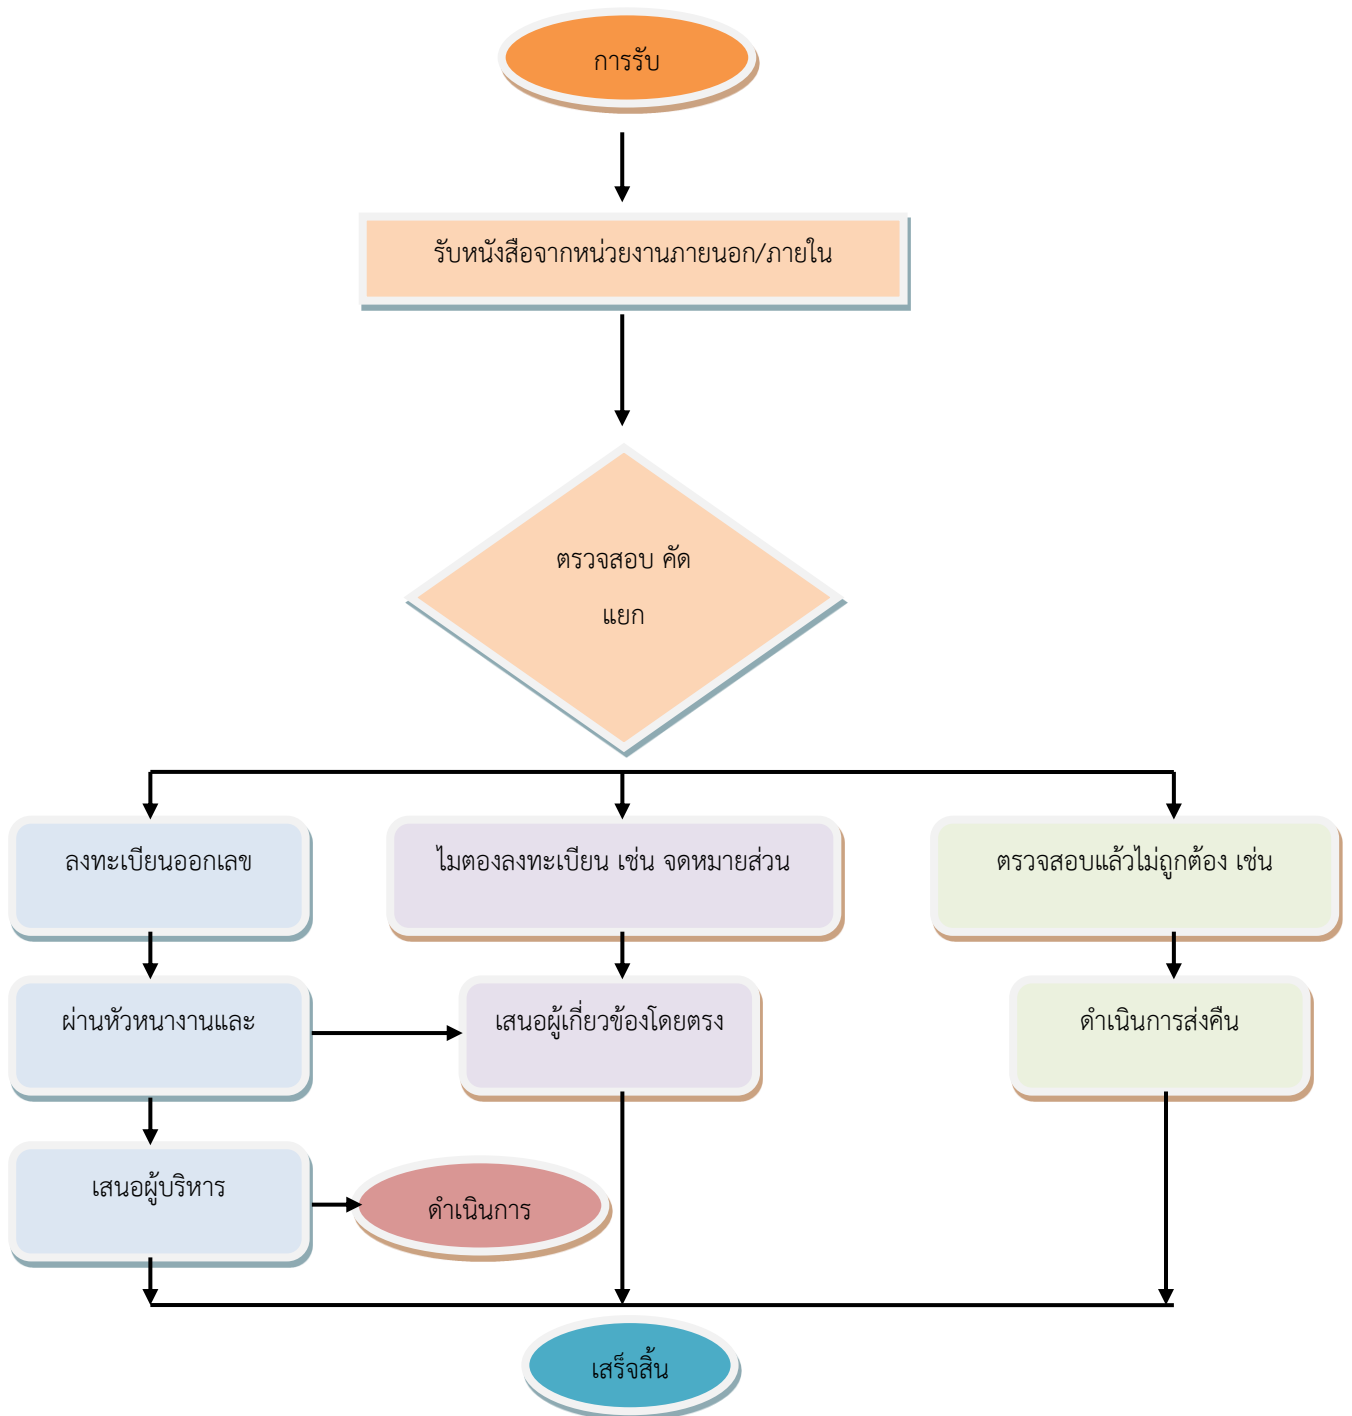 การรับ
รับหนังสือจากหน่วยงานภายนอก/ภายใน
ตรวจสอบ คัด
แยก
ลงทะเบียนออกเลข
ไมตองลงทะเบียน เช่น จดหมายส่วน
ตรวจสอบแล้วไม่ถูกต้อง เช่น
ผ่านหัวหนางานและ
เสนอผู้เกี่ยวข้องโดยตรง
ดำเนินการส่งคืน
เสนอผู้บริหาร
ดำเนินการ
เสร็จสิ้น